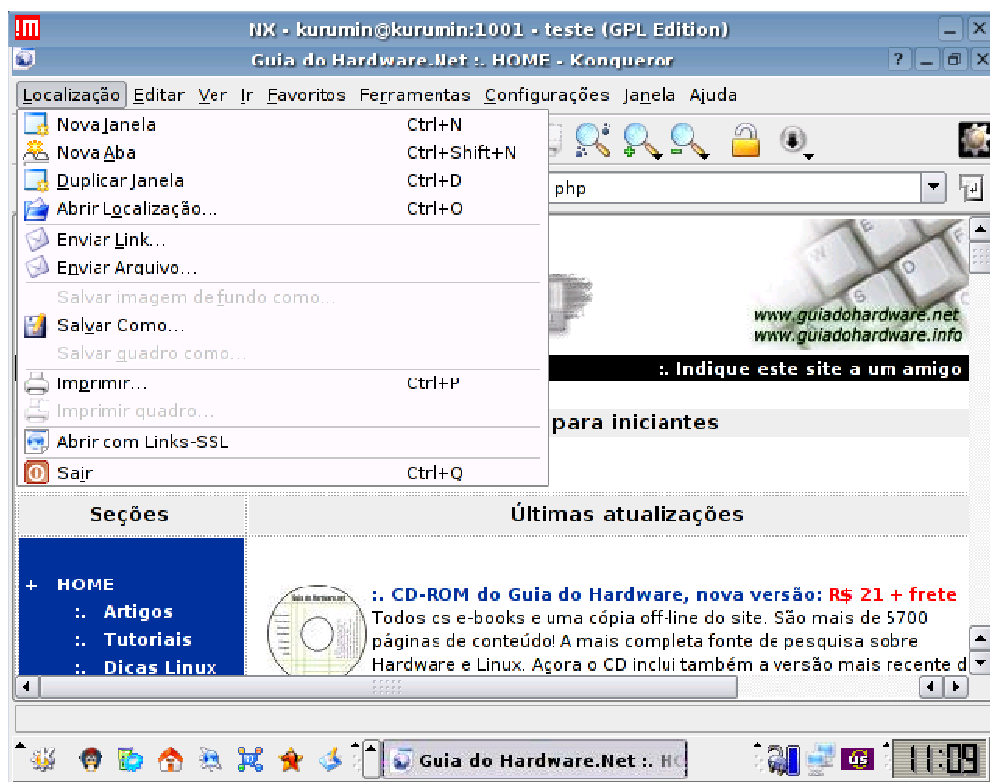 !m NX - kurumin@kurumin:1001 - teste (GPL Edition)
Guia do Hardware.Net :. HOME - Konqueror
Localização Editar Ver Ir Favoritos Ferramentas Configurações Janela Ajuda
Nova Janela Ctrl+N
Nova Aba Ctrl+Shift+N
Duplicar Janela Ctrl+D
Abrir Localização... Ctrl+O
Enviar Link...
Enviar Arquivo...
Salvar imagem de fundo como...
Salvar Como...
Salvar quadro como...
Imprimir... Ctrl+P
Imprimir quadro...
Abrir com Links-SSL
Sair Ctrl+Q
php
www.guiadohardware.net
www.guiadohardware.info
:. Indique este site a um amigo
para iniciantes
Seções
Últimas atualizações
+ HOME
:. Artigos
:. Tutoriais
:. Dicas Linux
:. CD-ROM do Guia do Hardware, nova versão: R$ 21 + frete
Todos os e-books e uma cópia off-line do site. São mais de 5700
páginas de conteúdo! A mais completa fonte de pesquisa sobre
Hardware e Linux. Agora o CD inclui também a versão mais recente d
Guia do Hardware.Net :. HO
us
11:09